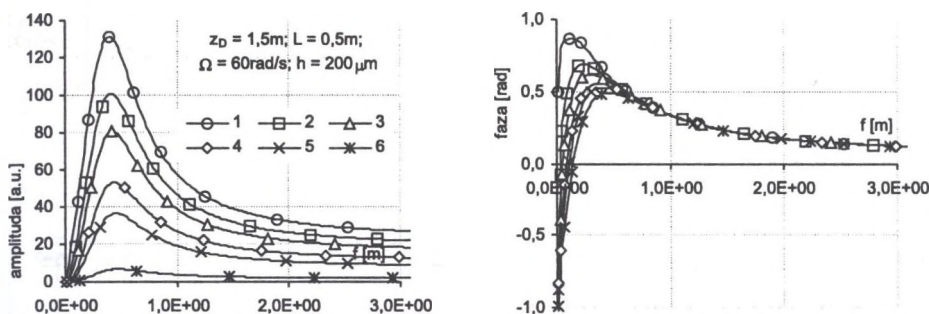 140
120
100
80
60
40
20
0
amplituda [a.u.]
z_D = 1,5m; L = 0,5m;
Ω = 60rad/s; h = 200 μm
1 2 3
4 5 6
f [m]
0,0E+00 1,0E+00 2,0E+00 3,0E+00
1,0
0,5
0,0
-0,5
-1,0
faza [rad]
f [m]
0,0E+00 1,0E+00 2,0E+00 3,0E+00